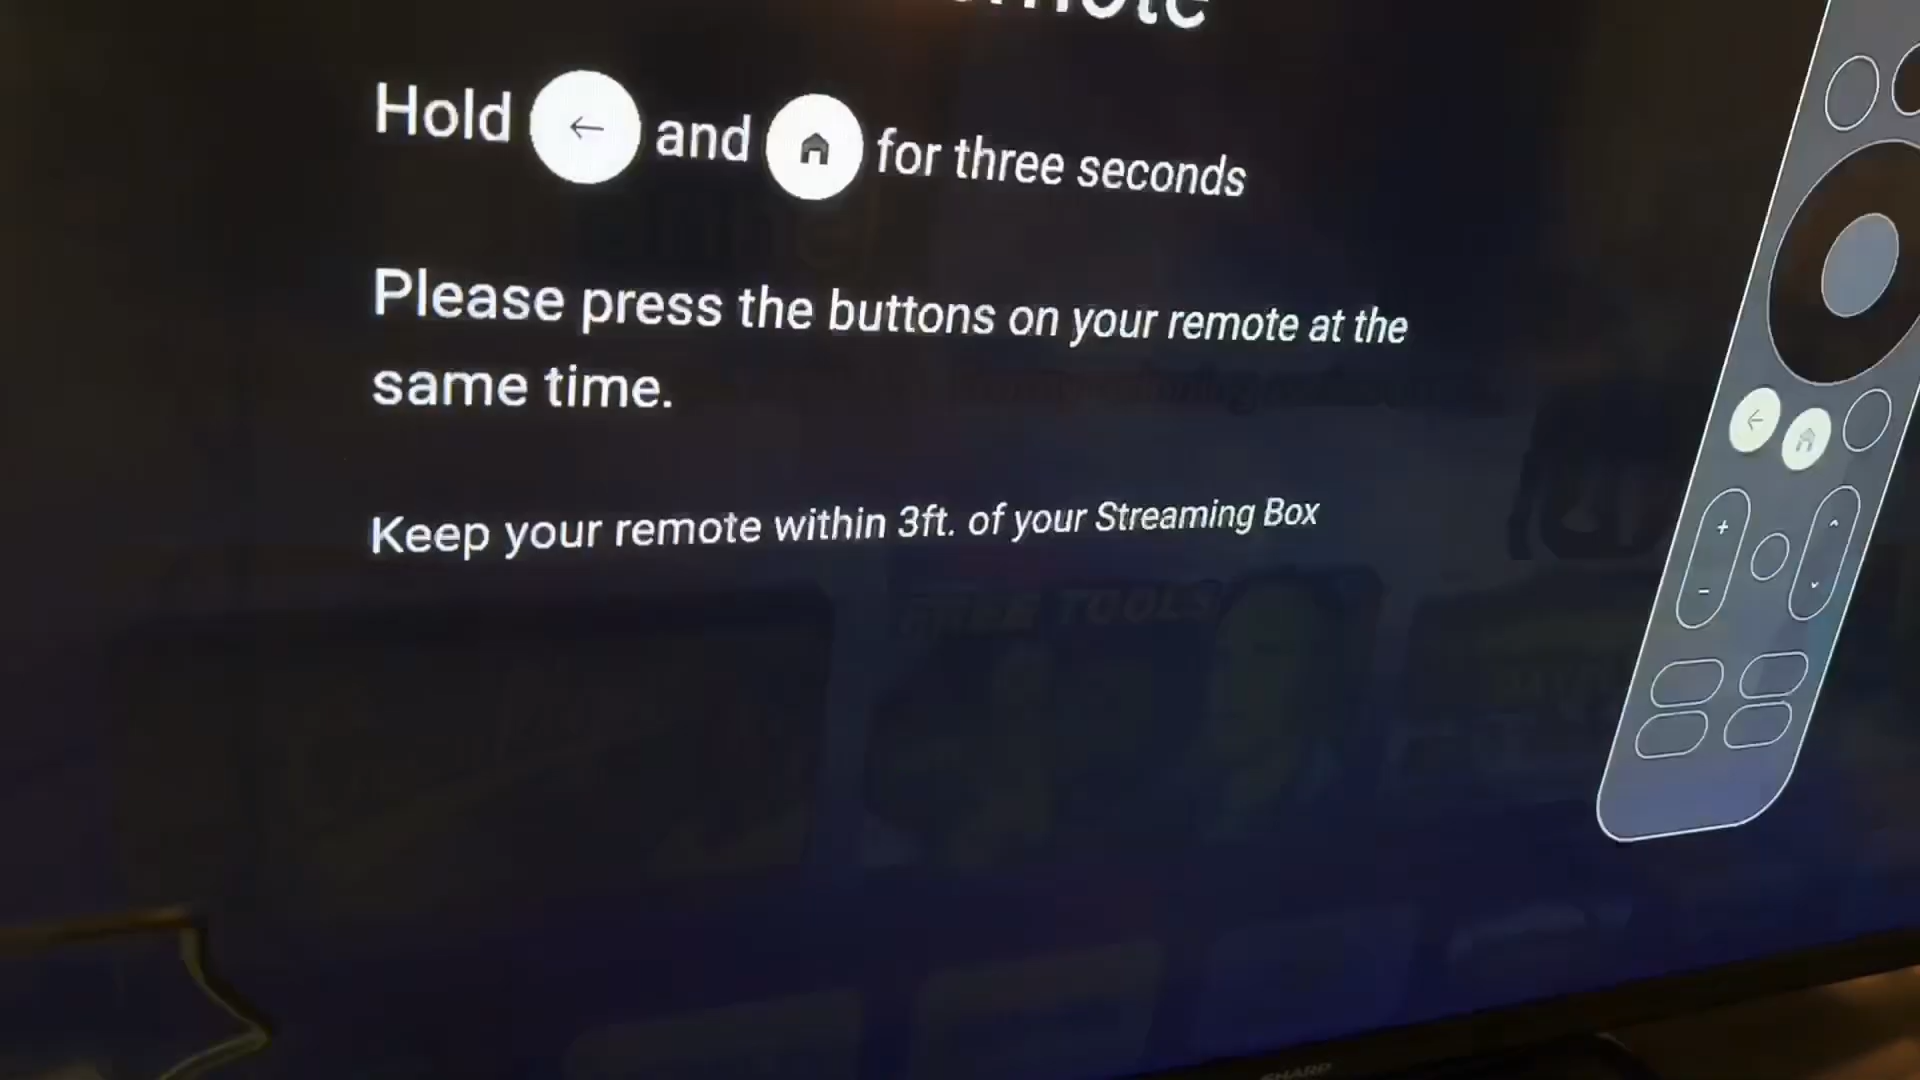 Hold ← and for three seconds
Please press the buttons on your remote at the
same time.
Keep your remote within 3ft. of your Streaming Box
SHARP